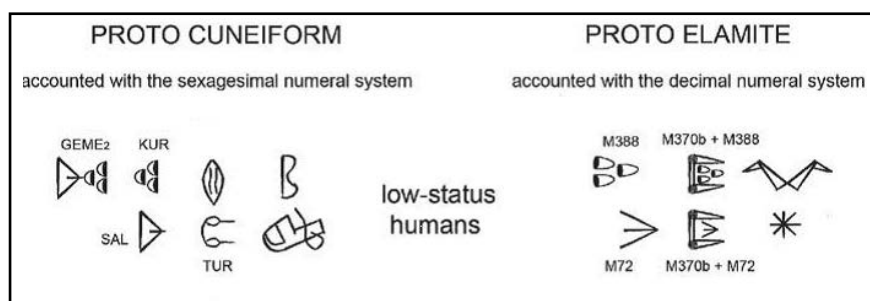 PROTO CUNEIFORM
accounted with the sexagesimal numeral system
GEME₂ KUR
SAL
TUR
low-status
humans
PROTO ELAMITE
accounted with the decimal numeral system
M388 M370b + M388
M72 M370b + M72